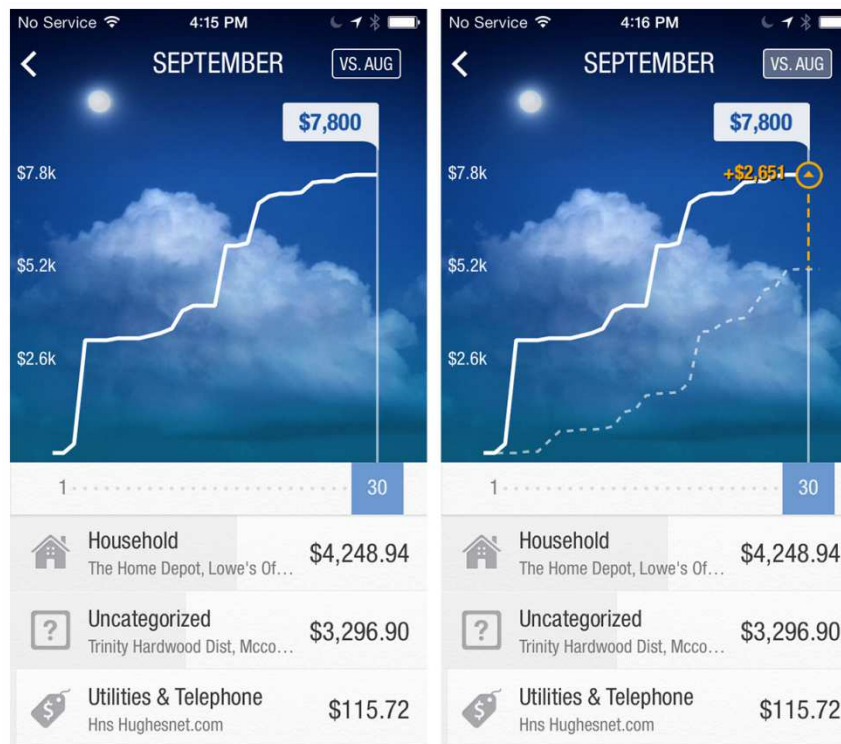 No Service 4:15 PM
SEPTEMBER VS. AUG
$7,800
$7.8k
$5.2k
$2.6k
1 30
Household
The Home Depot, Lowe's Of... $4,248.94
Uncategorized
Trinity Hardwood Dist, Mcco... $3,296.90
Utilities & Telephone
Hns Hughesnet.com $115.72
No Service 4:16 PM
SEPTEMBER VS. AUG
$7,800
$7.8k +$2,651
$5.2k
$2.6k
1 30
Household
The Home Depot, Lowe's Of... $4,248.94
Uncategorized
Trinity Hardwood Dist, Mcco... $3,296.90
Utilities & Telephone
Hns Hughesnet.com $115.72